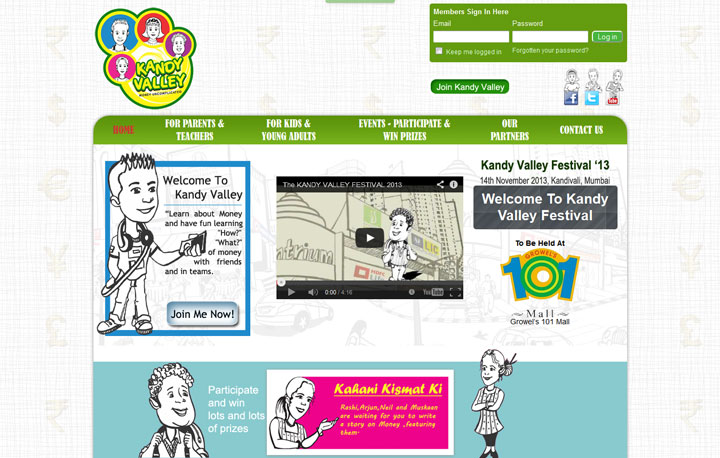 KANDY
VALLEY
MONEY UNCOMPLICATED
Members Sign In Here
Email
Password
Log in
Keep me logged in
Forgotten your password?
Join Kandy Valley
You
HOME
FOR PARENTS &
TEACHERS
FOR KIDS &
YOUNG ADULTS
EVENTS - PARTICIPATE &
WIN PRIZES
OUR
PARTNERS
CONTACT US
Welcome To
Kandy Valley
"Learn about Money
and have fun learning
"How?"
"What?"
of money
with friends
and in teams.
Join Me Now!
The KANDY VALLEY FESTIVAL 2013
LIC
HDFC
0:00 / 4:16
YouTube
Kandy Valley Festival '13
14th November 2013, Kandivali, Mumbai
Welcome To Kandy
Valley Festival
To Be Held At
GROWEL'S
101
Mall
Growel's 101 Mall
Participate
and win
lots and lots
of prizes
Kahani Kismat Ki
Rashi,Arjun,Neil and Muskaan
are waiting for you to write
a story on Money ,featuring
them-